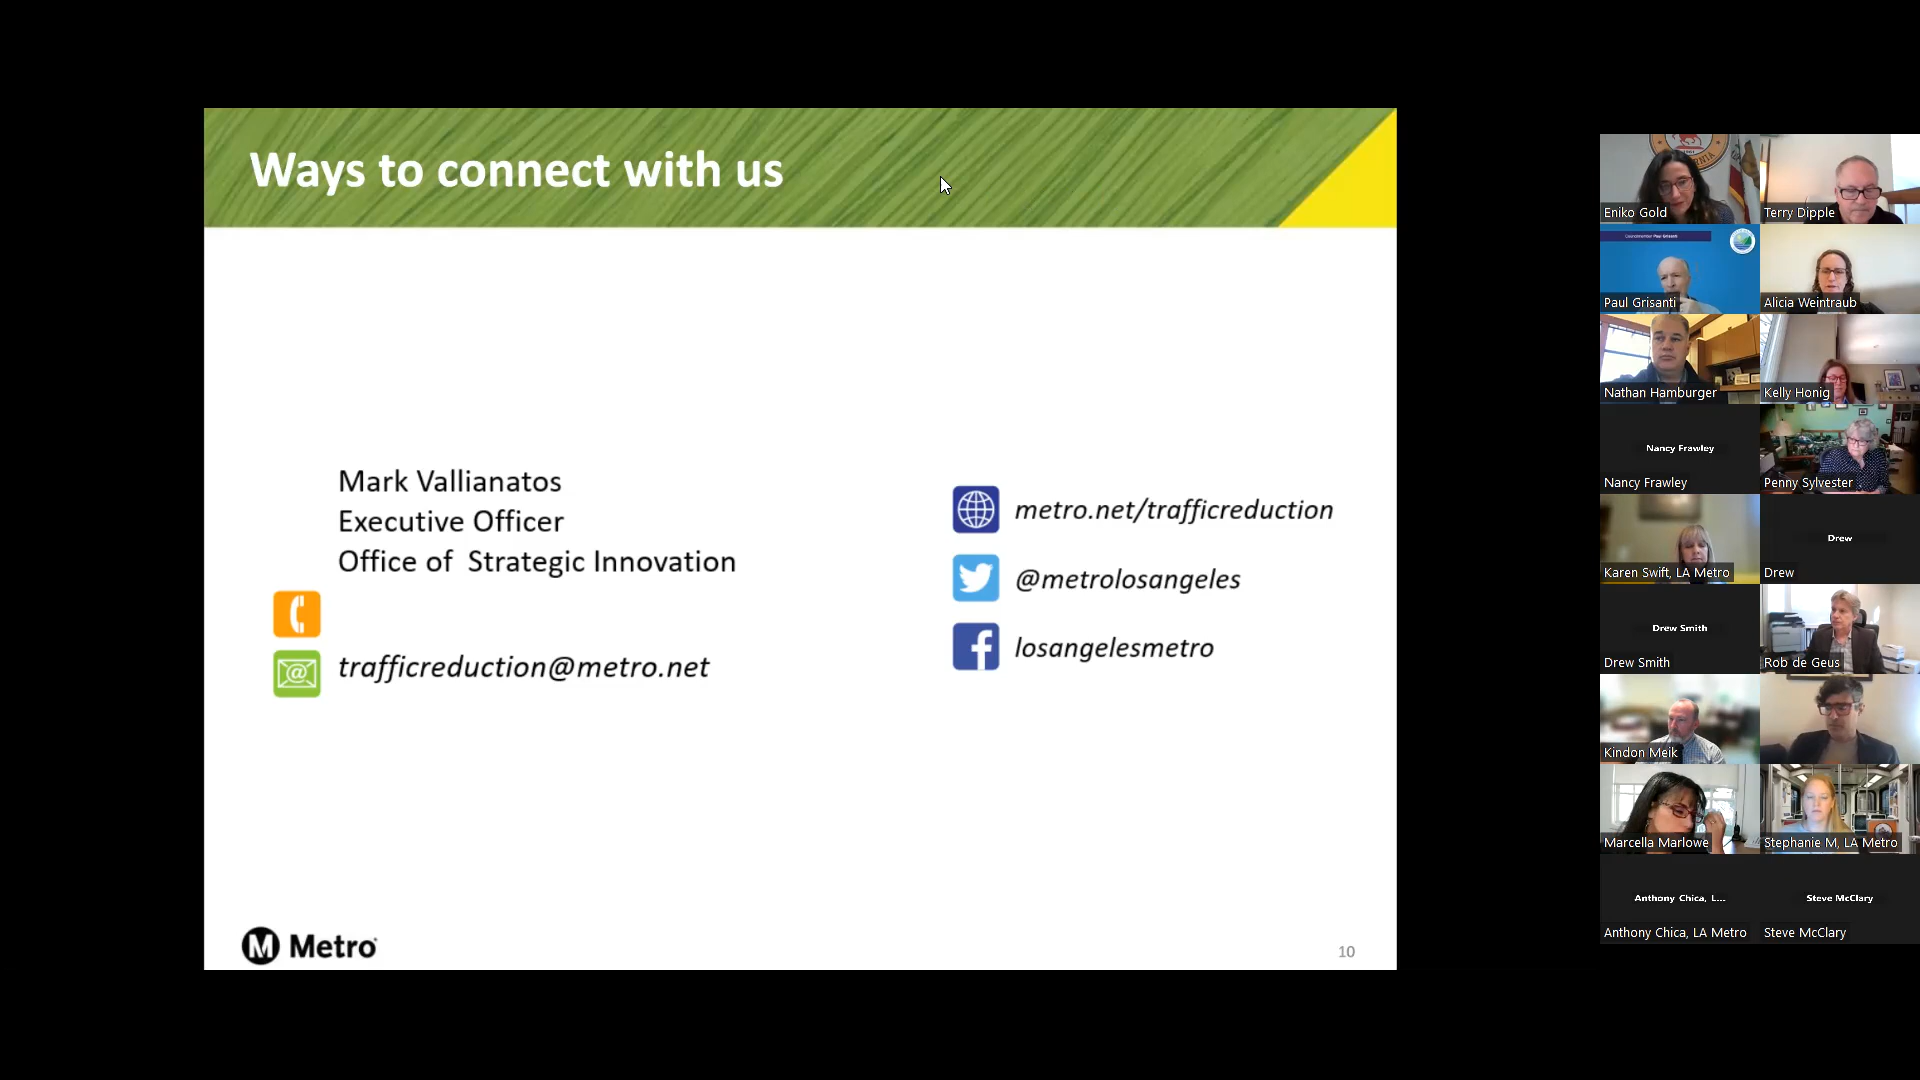 Ways to connect with us
Mark Vallianatos
Executive Officer
Office of  Strategic Innovation
trafficreduction@metro.net
metro.net/trafficreduction
@metrolosangeles
losangelesmetro
M Metro
10
Eniko Gold
Terry Dipple
Councilmember Paul Grisanti
Paul Grisanti
Alicia Weintraub
Nathan Hamburger
Kelly Honig
Nancy Frawley
Nancy Frawley
Penny Sylvester
Karen Swift, LA Metro
Drew
Drew
Drew Smith
Drew Smith
Rob de Geus
Kindon Meik
Marcella Marlowe
Stephanie M, LA Metro
Anthony Chica, L...
Anthony Chica, LA Metro
Steve McClary
Steve McClary